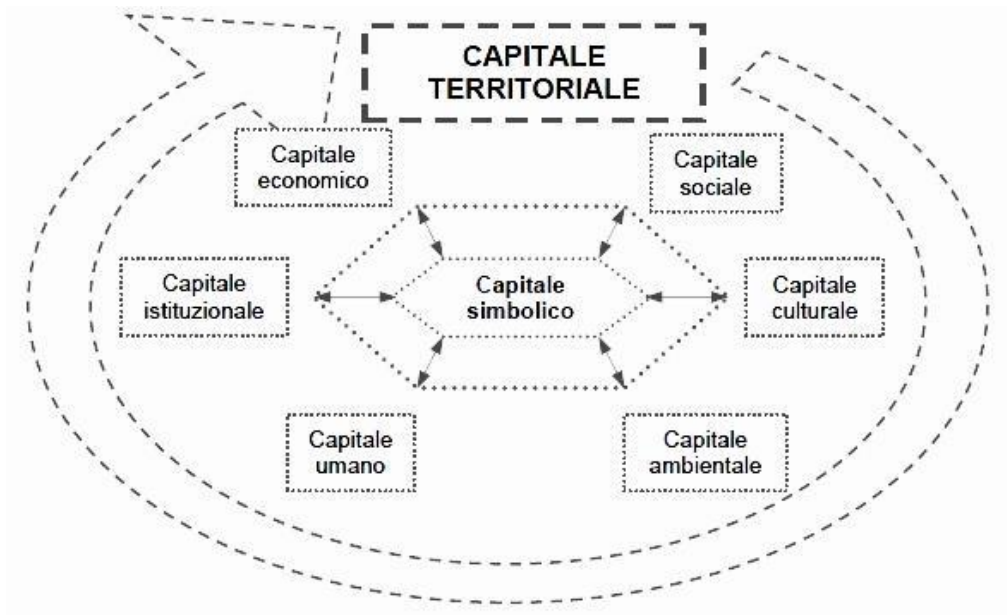 CAPITALE
TERRITORIALE
Capitale
economico
Capitale
sociale
Capitale
istituzionale
Capitale
simbolico
Capitale
culturale
Capitale
umano
Capitale
ambientale